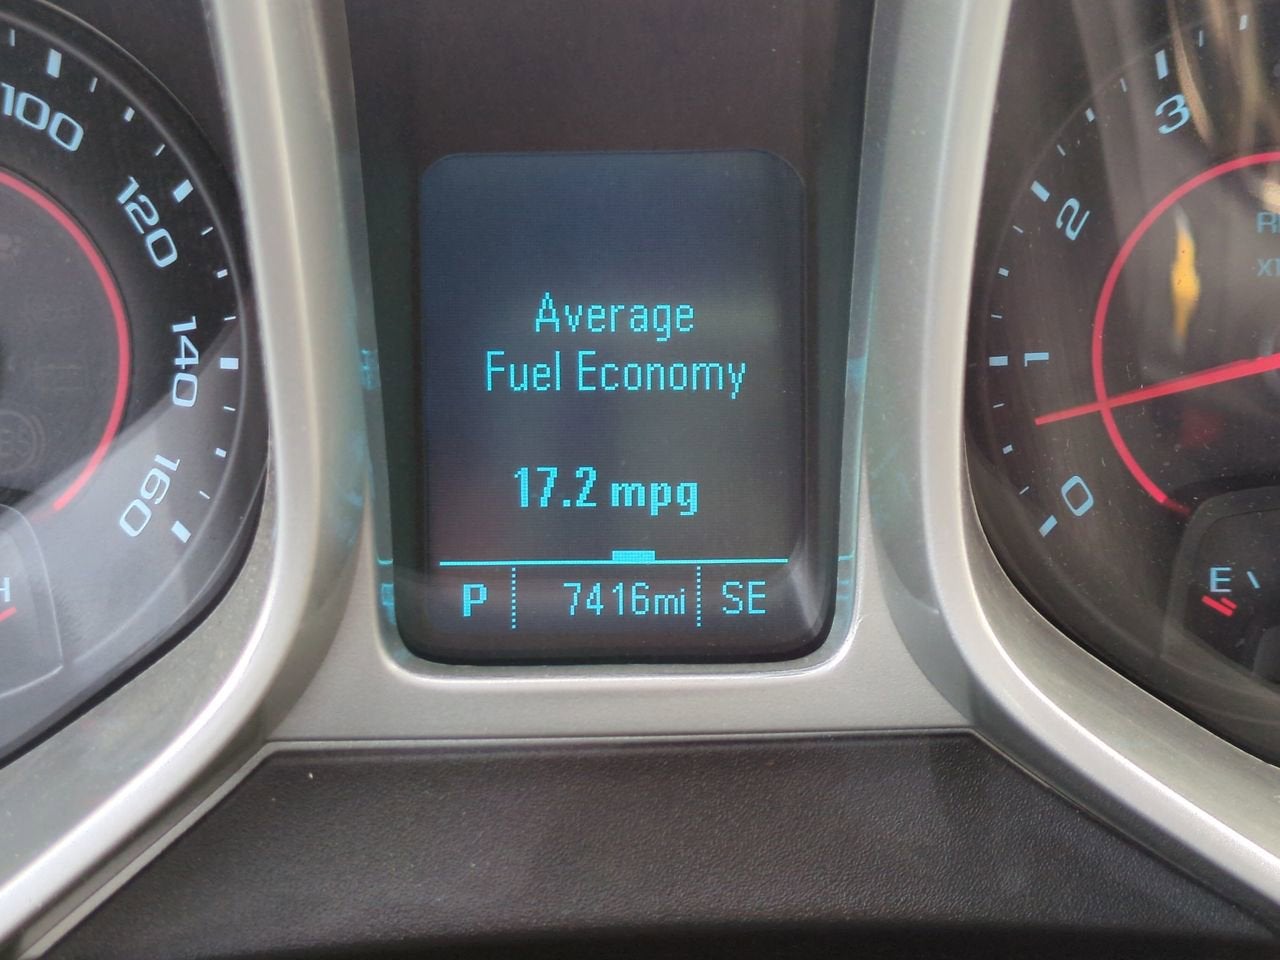 Average
Fuel Economy
17.2 mpg
P 7416mi SE
100
120
140
160
H
3
2
1
0
E